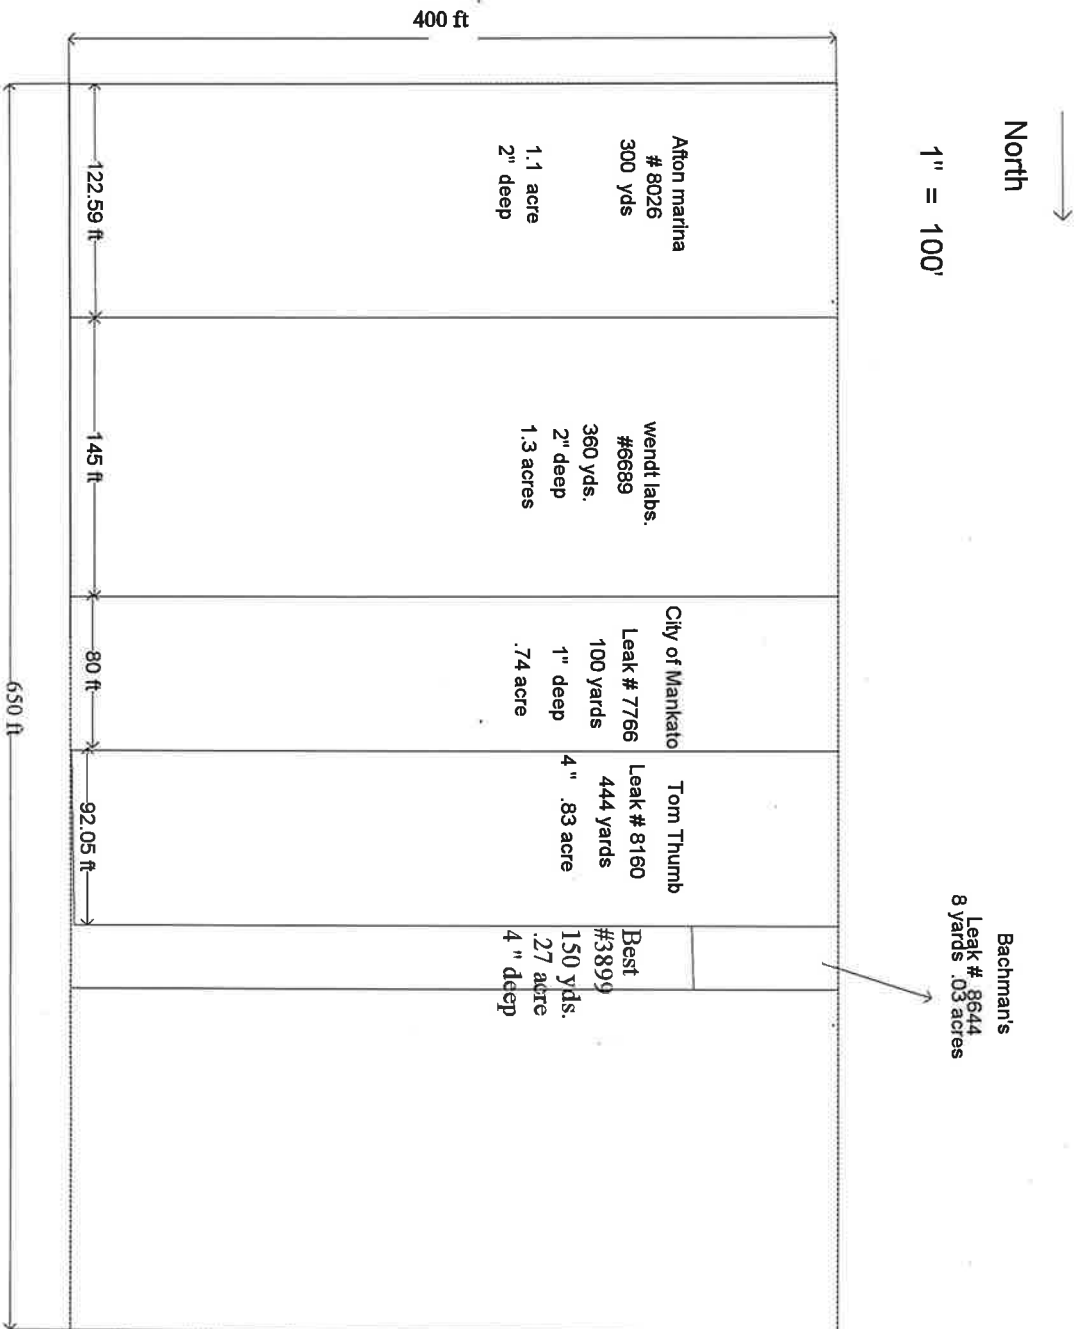 400 ft
North
1" = 100'
Afton marina
# 8026
300 yds
1.1 acre
2" deep
122.59 ft
wendt labs.
#6689
360 yds.
2" deep
1.3 acres
145 ft
City of Mankato
Leak # 7766
100 yards
1" deep
.74 acre
80 ft
Tom Thumb
Leak # 8160
444 yards
4 " .83 acre
92.05 ft
Best
#3899
150 yds.
.27 acre
4 " deep
Bachman's
Leak # 8644
8 yards .03 acres
650 ft